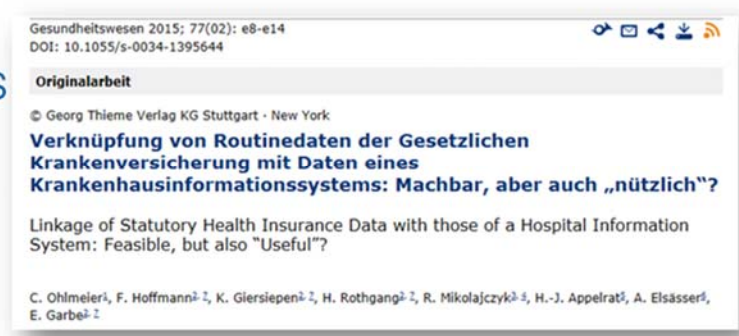 Gesundheitswesen 2015; 77(02): e8-e14
DOI: 10.1055/s-0034-1395644
s
Originalarbeit
© Georg Thieme Verlag KG Stuttgart · New York
Verknüpfung von Routinedaten der Gesetzlichen
Krankenversicherung mit Daten eines
Krankenhausinformationssystems: Machbar, aber auch „nützlich“?
Linkage of Statutory Health Insurance Data with those of a Hospital Information
System: Feasible, but also “Useful”?
C. Ohlmeier, F. Hoffmann, K. Giersiepen, H. Rothgang, R. Mikolajczyk, H.-J. Appelrat, A. Elsässer,
E. Garbe